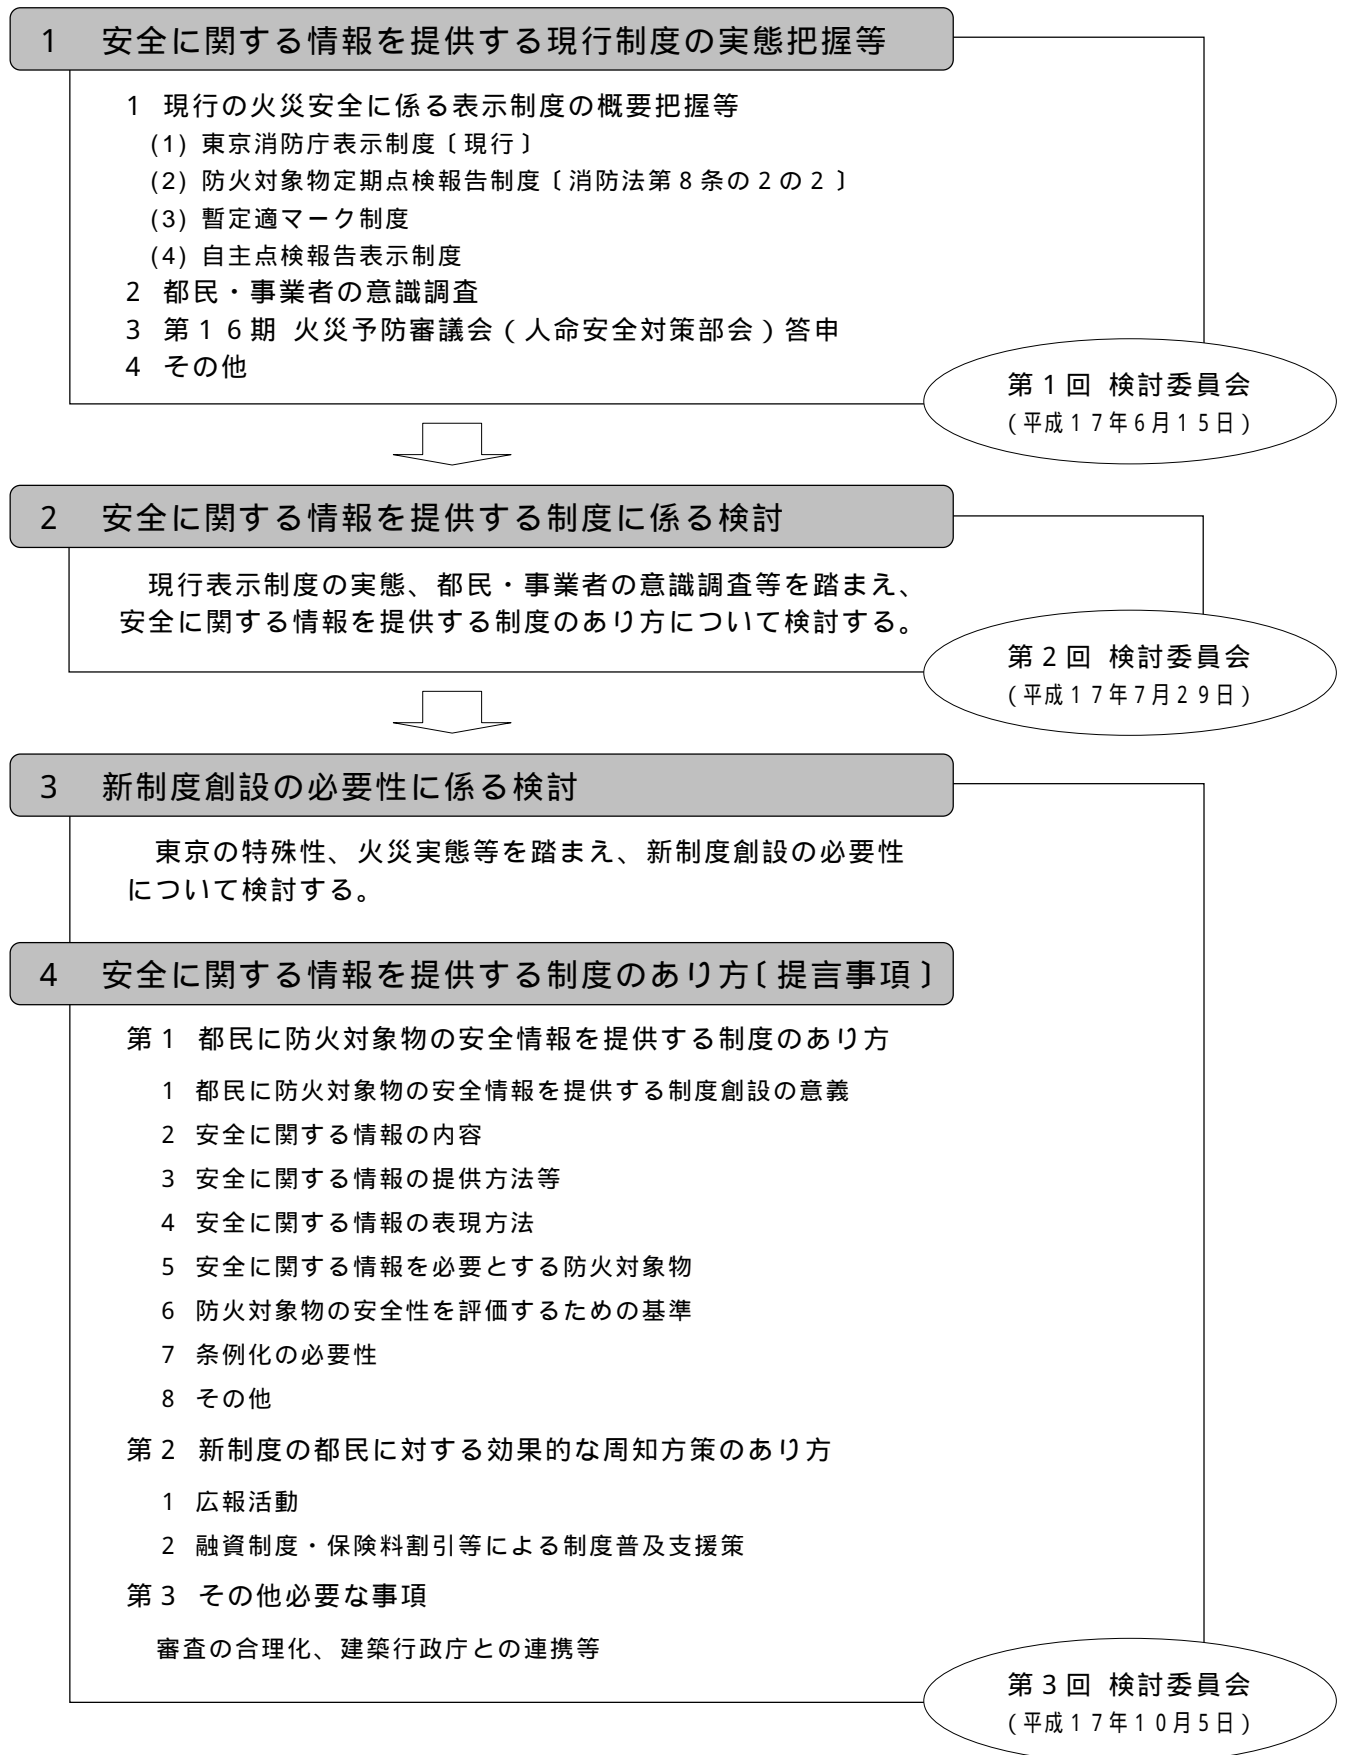 1 安全に関する情報を提供する現行制度の実態把握等
1 現行の火災安全に係る表示制度の概要把握等
(1) 東京消防庁表示制度〔現行〕
(2) 防火対象物定期点検報告制度〔消防法第８条の２の２〕
(3) 暫定適マーク制度
(4) 自主点検報告表示制度
2 都民・事業者の意識調査
3 第１６期 火災予防審議会（人命安全対策部会）答申
4 その他
第１回 検討委員会
（平成１７年６月１５日）
2 安全に関する情報を提供する制度に係る検討
現行表示制度の実態、都民・事業者の意識調査等を踏まえ、
安全に関する情報を提供する制度のあり方について検討する。
第２回 検討委員会
（平成１７年７月２９日）
3 新制度創設の必要性に係る検討
東京の特殊性、火災実態等を踏まえ、新制度創設の必要性
について検討する。
4 安全に関する情報を提供する制度のあり方〔提言事項〕
第１ 都民に防火対象物の安全情報を提供する制度のあり方
1 都民に防火対象物の安全情報を提供する制度創設の意義
2 安全に関する情報の内容
3 安全に関する情報の提供方法等
4 安全に関する情報の表現方法
5 安全に関する情報を必要とする防火対象物
6 防火対象物の安全性を評価するための基準
7 条例化の必要性
8 その他
第２ 新制度の都民に対する効果的な周知方策のあり方
1 広報活動
2 融資制度・保険料割引等による制度普及支援策
第３ その他必要な事項
審査の合理化、建築行政庁との連携等
第３回 検討委員会
（平成１７年１０月５日）